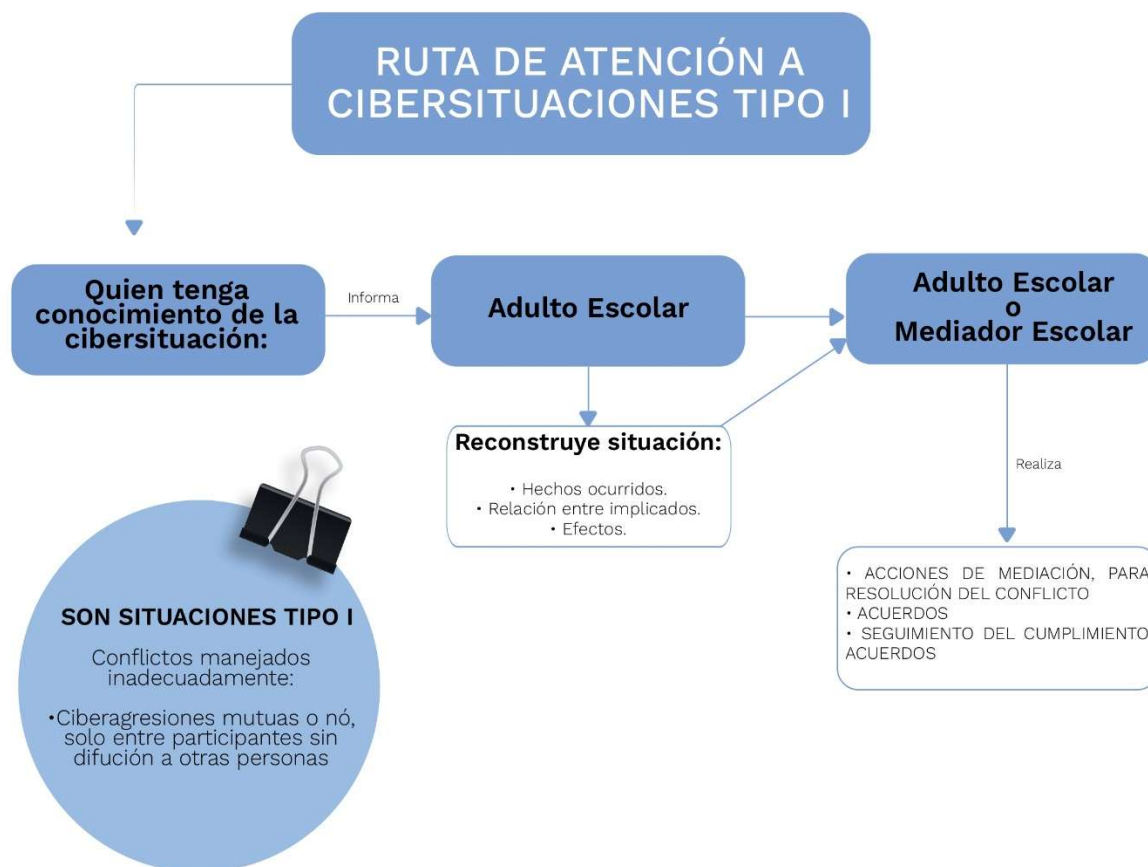 RUTA DE ATENCIÓN A
CIBERSITUACIONES TIPO I
Quien tenga
conocimiento de la
cibersituación:
Informa
Adulto Escolar
Adulto Escolar
o
Mediador Escolar
Reconstruye situación:
• Hechos ocurridos.
• Relación entre implicados.
• Efectos.
Realiza
• ACCIONES DE MEDIACIÓN, PARA
RESOLUCIÓN DEL CONFLICTO
• ACUERDOS
• SEGUIMIENTO DEL CUMPLIMIENTO
ACUERDOS
SON SITUACIONES TIPO I
Conflictos manejados
inadecuadamente:
•Ciberagresiones mutuas o nó,
solo entre participantes sin
difución a otras personas